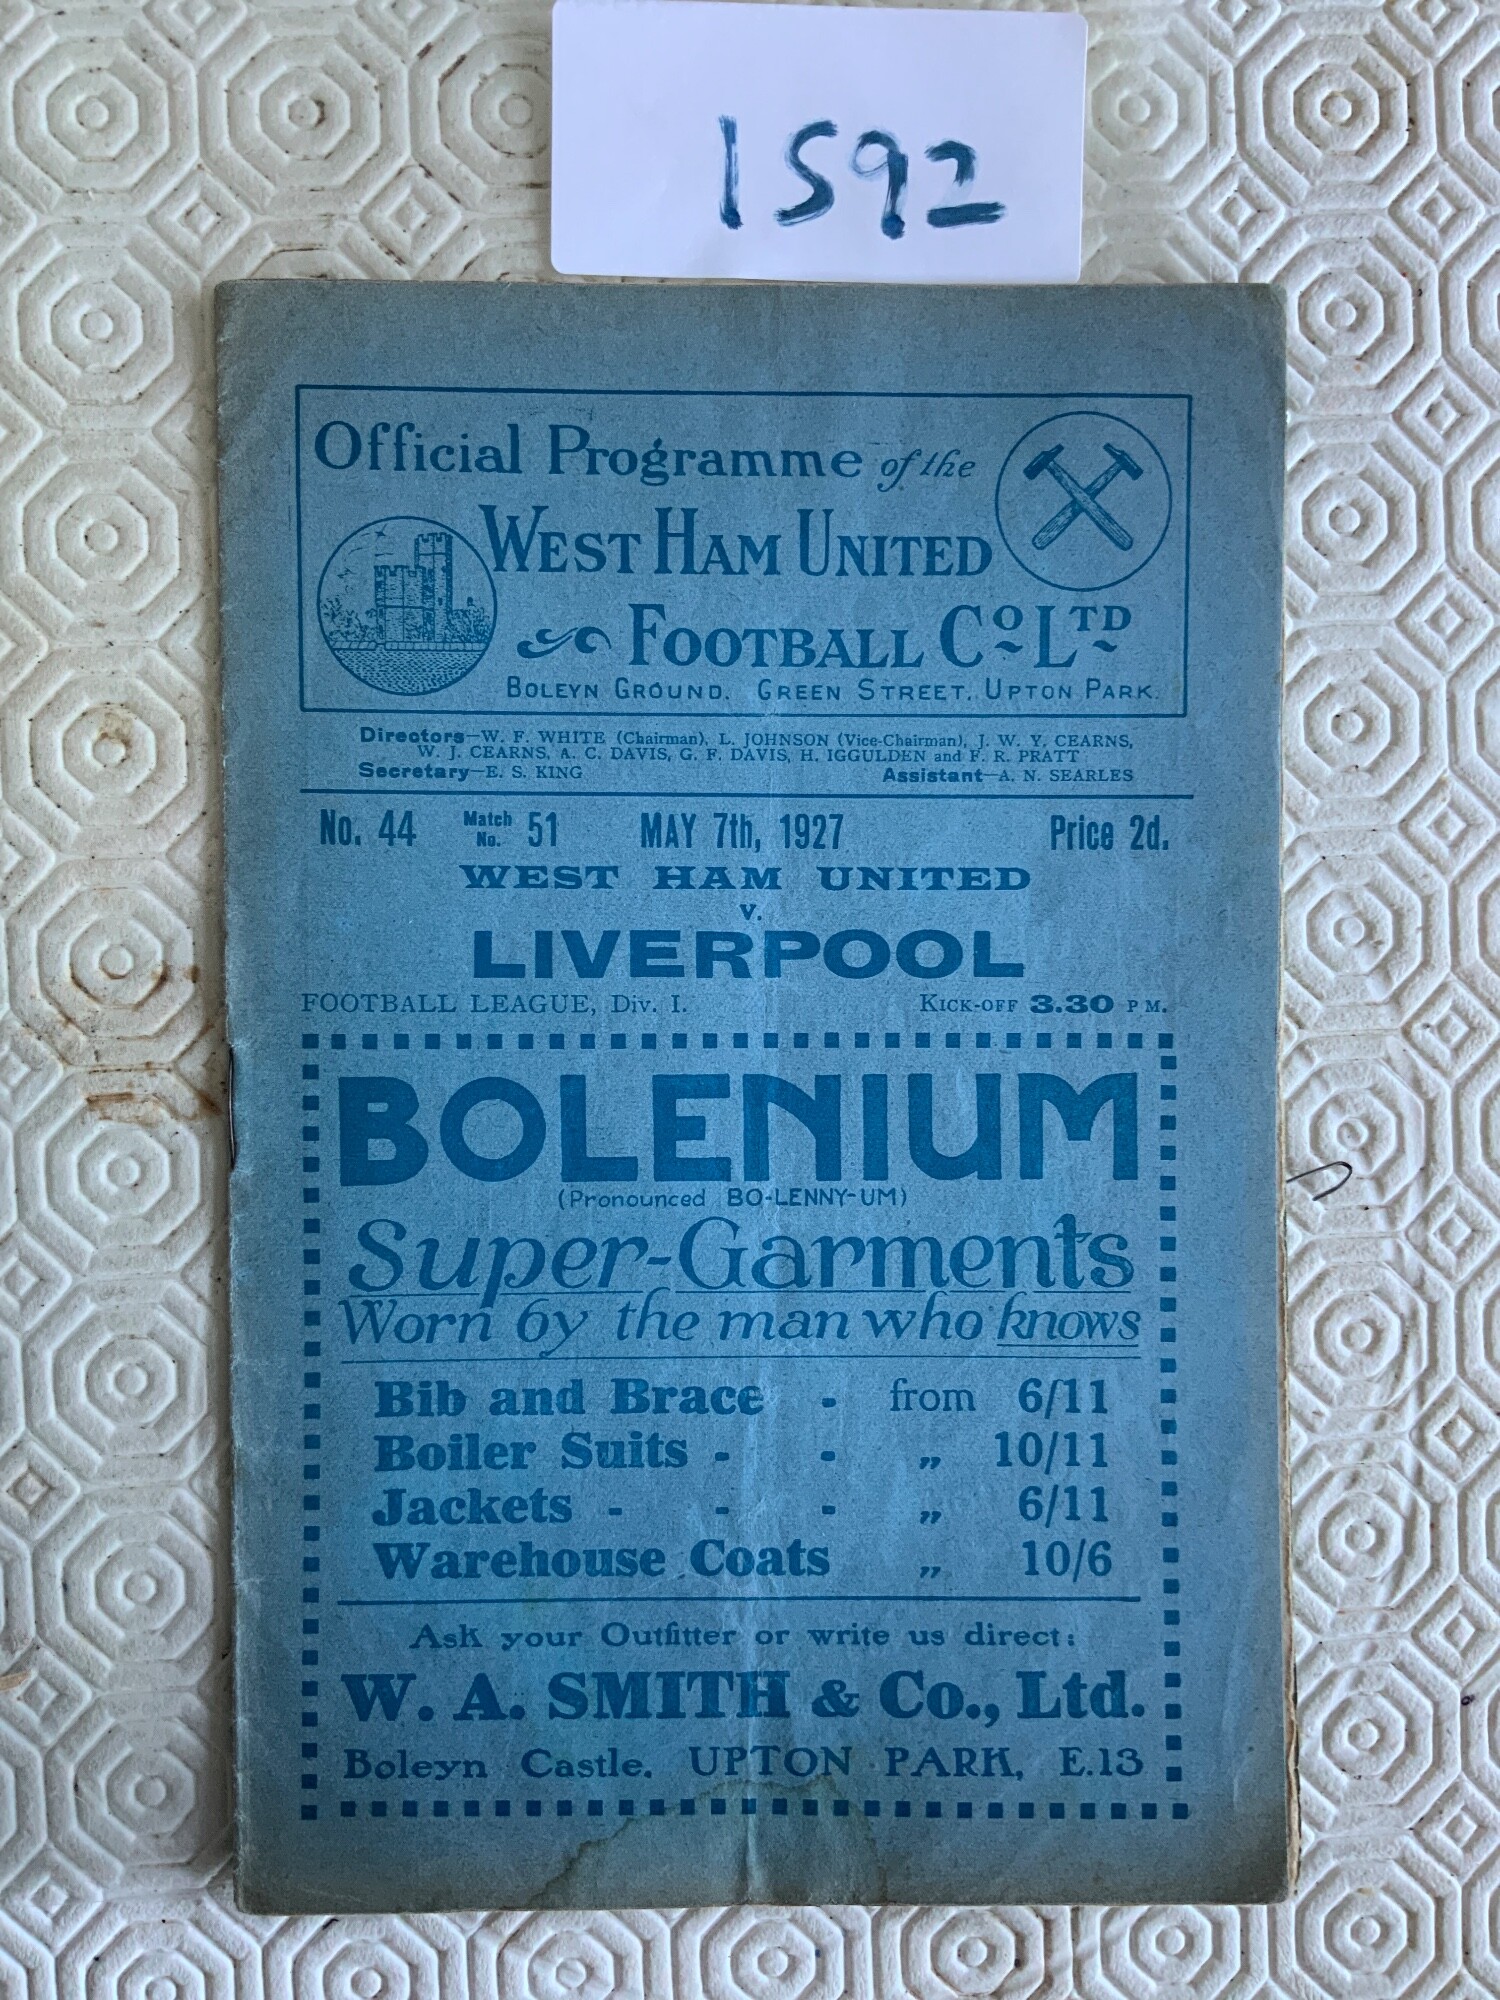 1592
Official Programme of the
WEST HAM UNITED
FOOTBALL CO LTD
BOLEYN GROUND. GREEN STREET, UPTON PARK.
Directors—W. F. WHITE (Chairman), L. JOHNSON (Vice-Chairman), J. W. Y. CEARNS,
W. J. CEARNS, A. C. DAVIS, G. F. DAVIS, H. IGGULDEN and F. R. PRATT
Secretary—E. S. KING Assistant—A. N. SEARLES
No. 44 Match No. 51 MAY 7th, 1927 Price 2d.
WEST HAM UNITED
v.
LIVERPOOL
FOOTBALL LEAGUE, Div. I. KICK-OFF 3.30 P M.
BOLENIUM
(Pronounced BO-LENNY-UM)
Super-Garments
Worn by the man who knows
Bib and Brace - from 6/11
Boiler Suits - - „ 10/11
Jackets - - - „ 6/11
Warehouse Coats „ 10/6
Ask your Outfitter or write us direct:
W. A. SMITH & Co., Ltd.
Boleyn Castle. UPTON PARK, E.13